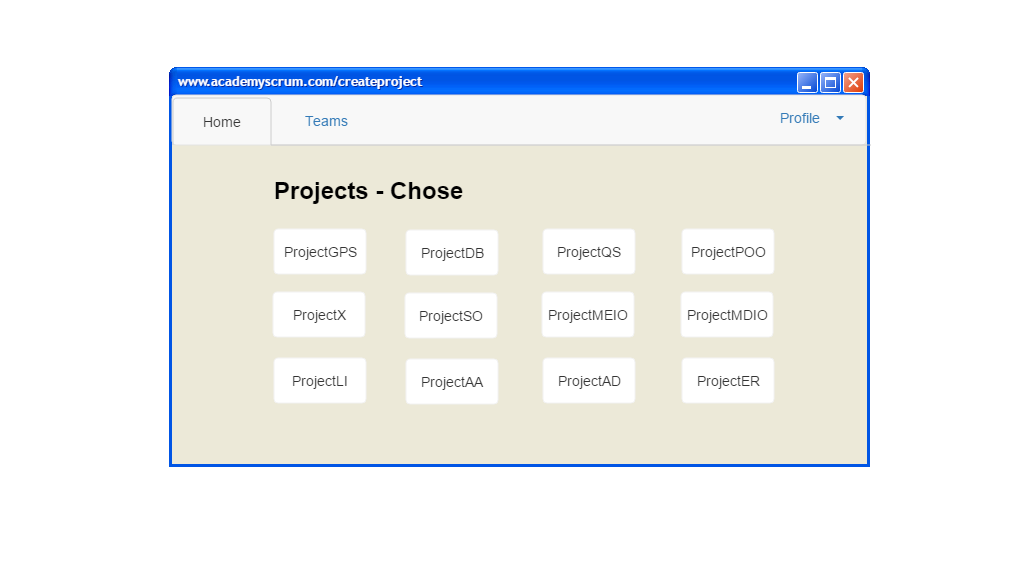 www.academyscrum.com/createproject
Home Teams Profile
Projects - Chose
ProjectGPS ProjectDB ProjectQS ProjectPOO
ProjectX ProjectSO ProjectMEIO ProjectMDIO
ProjectLI ProjectAA ProjectAD ProjectER